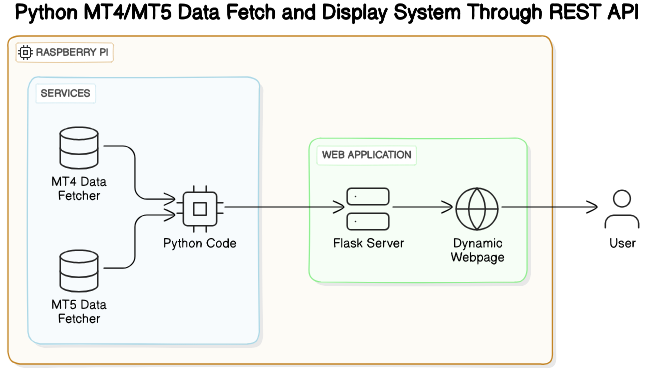 Python MT4/MT5 Data Fetch and Display System Through REST API
RASPBERRY PI
SERVICES
MT4 Data
Fetcher
Python Code
MT5 Data
Fetcher
WEB APPLICATION
Flask Server
Dynamic
Webpage
User